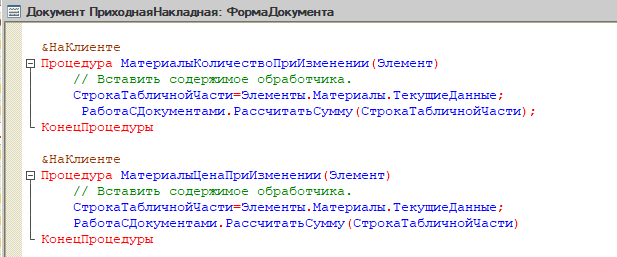 Документ ПриходнаяНакладная: ФормаДокумента
&НаКлиенте
Процедура МатериалыКоличествоПриИзменении(Элемент)
// Вставить содержимое обработчика.
СтрокаТабличнойЧасти=Элементы.Материалы.ТекущиеДанные;
РаботаСДокументами.РассчитатьСумму(СтрокаТабличнойЧасти);
КонецПроцедуры
&НаКлиенте
Процедура МатериалыЦенаПриИзменении(Элемент)
// Вставить содержимое обработчика.
СтрокаТабличнойЧасти=Элементы.Материалы.ТекущиеДанные;
РаботаСДокументами.РассчитатьСумму(СтрокаТабличнойЧасти)
КонецПроцедуры